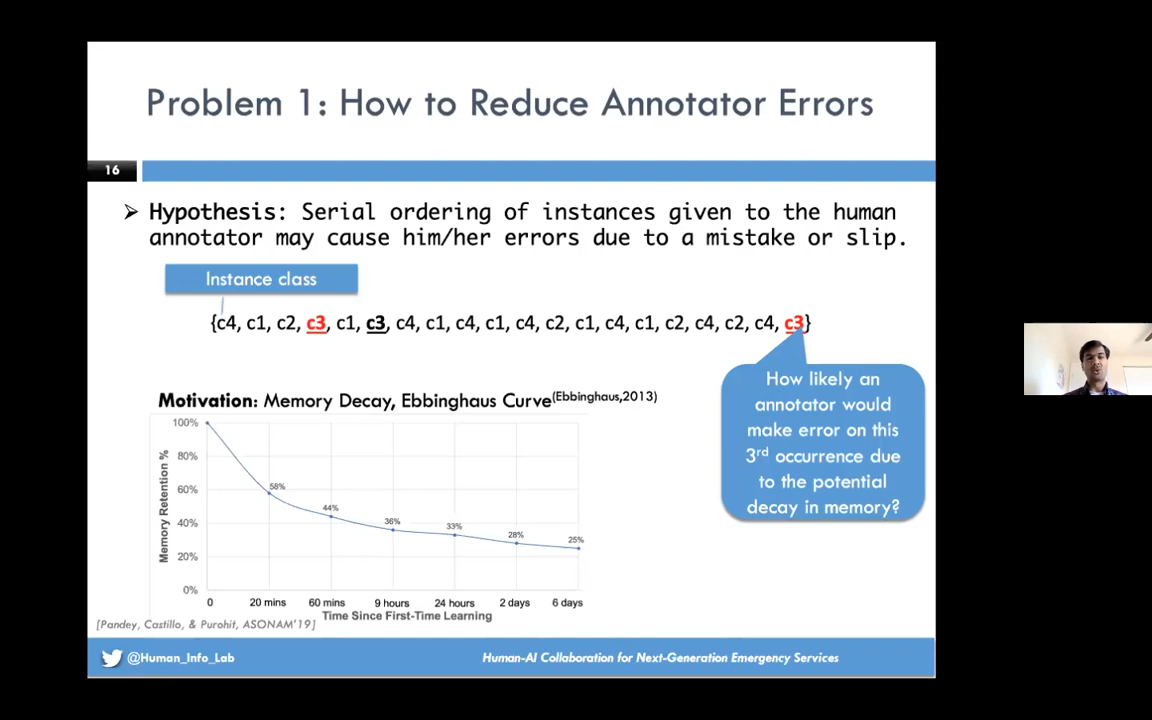 Problem 1: How to Reduce Annotator Errors
16
➢ Hypothesis: Serial ordering of instances given to the human
annotator may cause him/her errors due to a mistake or slip.
Instance class
{c4, c1, c2, c3, c1, c3, c4, c1, c4, c1, c4, c2, c1, c4, c1, c2, c4, c2, c4, c3}
How likely an
annotator would
make error on this
3rd occurrence due
to the potential
decay in memory?
Motivation: Memory Decay, Ebbinghaus Curve(Ebbinghaus,2013)
Memory Retention %
100%
80%
60%
40%
20%
0%
58%
44%
36%
33%
28%
25%
0 20 mins 60 mins 9 hours 24 hours 2 days 6 days
Time Since First-Time Learning
[Pandey, Castillo, & Purohit, ASONAM'19]
@Human_Info_Lab
Human-AI Collaboration for Next-Generation Emergency Services